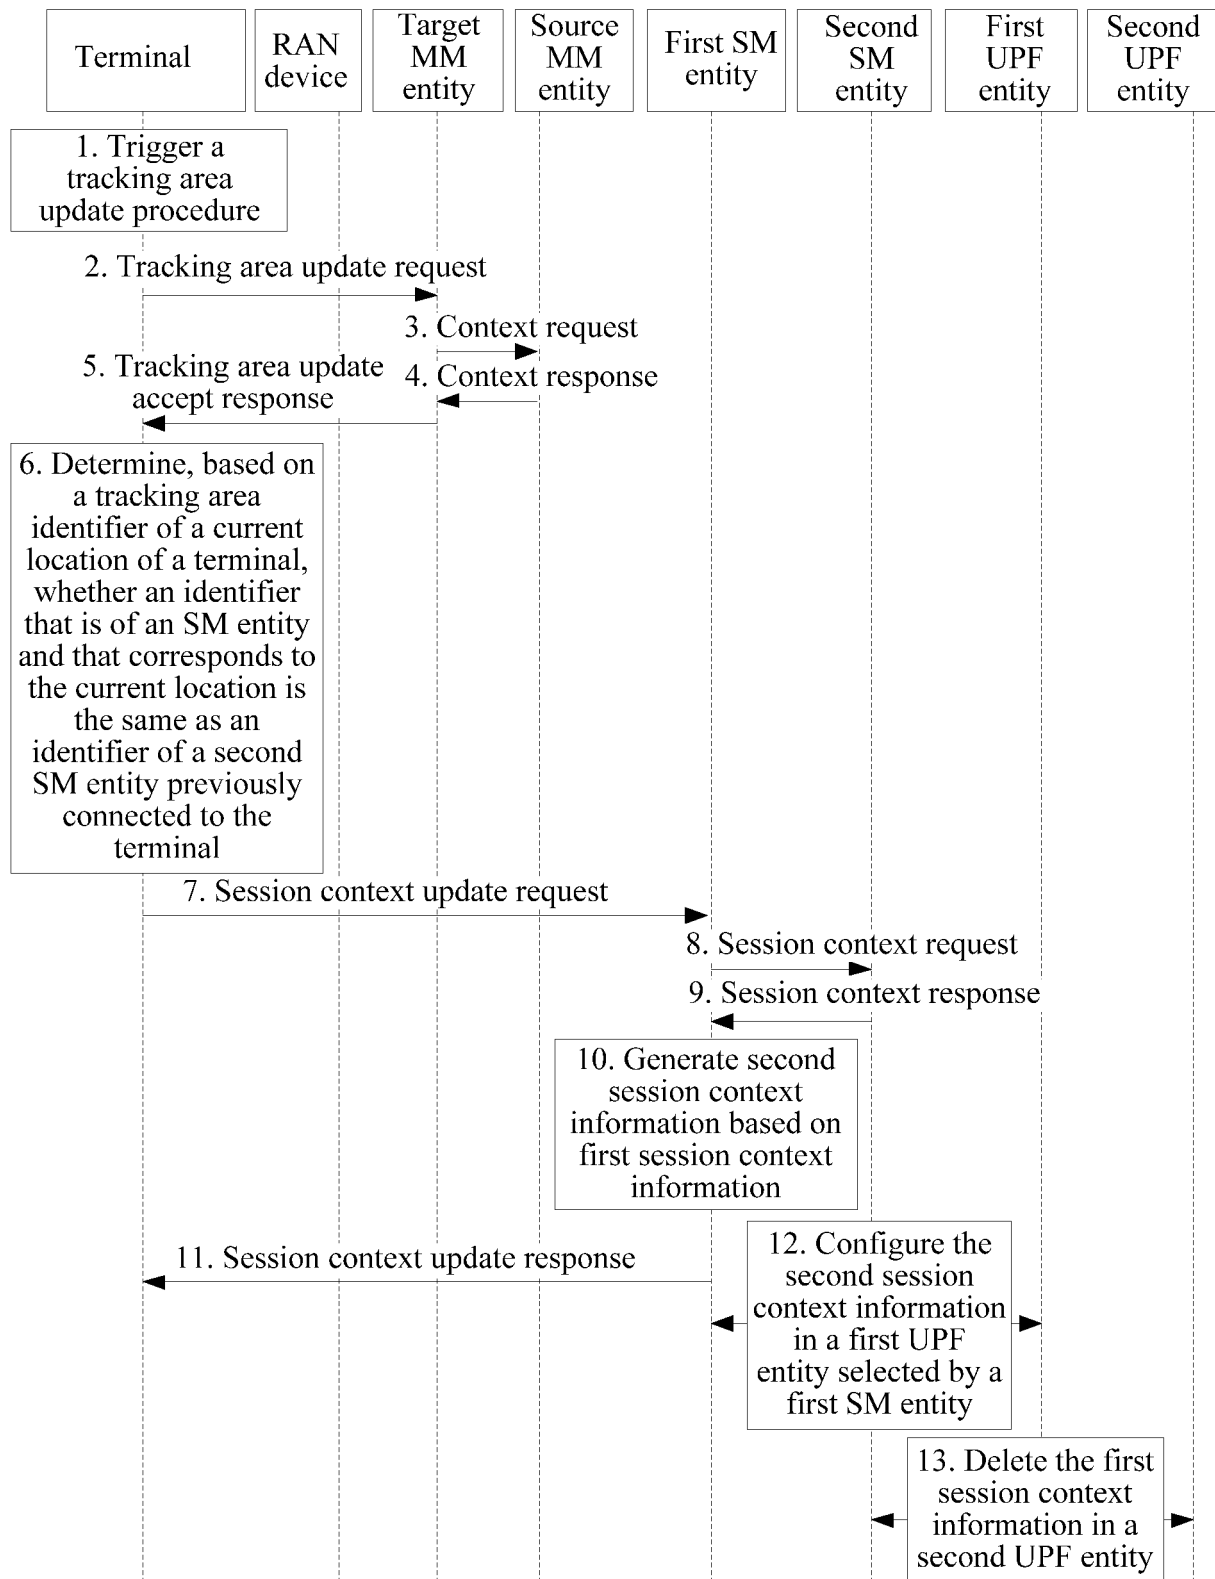 Terminal
RAN
device
Target
MM
entity
Source
MM
entity
First SM
entity
Second
SM
entity
First
UPF
entity
Second
UPF
entity
1. Trigger a
tracking area
update procedure
2. Tracking area update request
3. Context request
4. Context response
5. Tracking area update
accept response
6. Determine, based on
a tracking area
identifier of a current
location of a terminal,
whether an identifier
that is of an SM entity
and that corresponds to
the current location is
the same as an
identifier of a second
SM entity previously
connected to the
terminal
7. Session context update request
8. Session context request
9. Session context response
10. Generate second
session context
information based on
first session context
information
11. Session context update response
12. Configure the
second session
context information
in a first UPF
entity selected by a
first SM entity
13. Delete the first
session context
information in a
second UPF entity